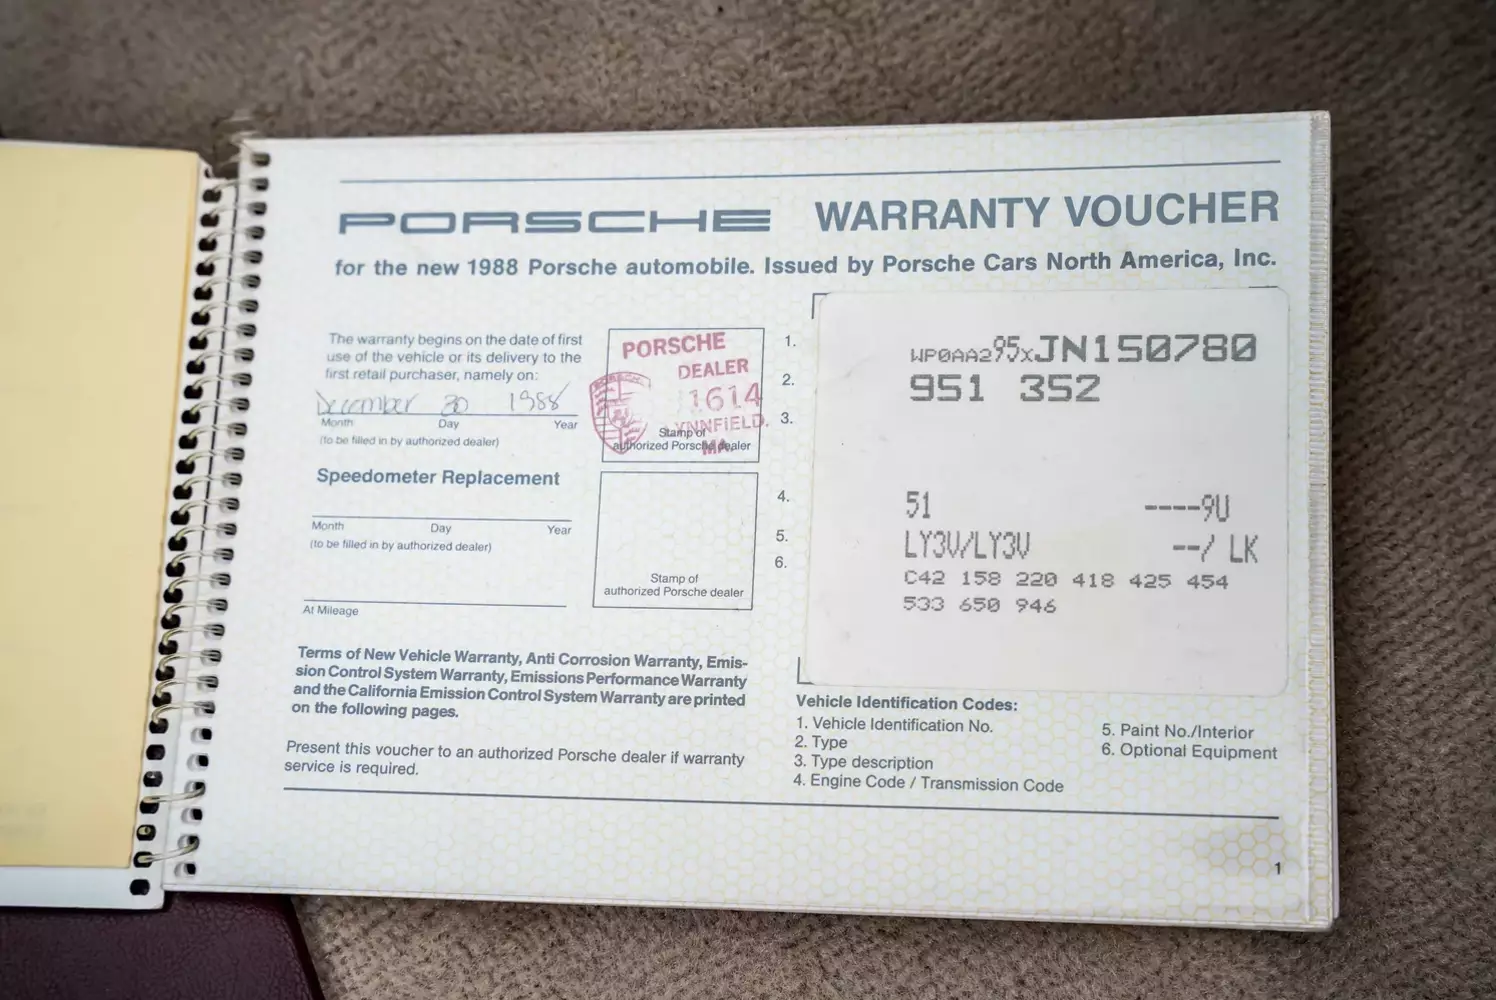 PORSCHE WARRANTY VOUCHER
for the new 1988 Porsche automobile. Issued by Porsche Cars North America, Inc.
The warranty begins on the date of first
use of the vehicle or its delivery to the
first retail purchaser, namely on:
December 30 1988
Month Day Year
(to be filled in by authorized dealer)
PORSCHE
DEALER
1614
LYNNFIELD.
MA.
Stamp of
authorized Porsche dealer
Speedometer Replacement
Month Day Year
(to be filled in by authorized dealer)
At Mileage
Stamp of
authorized Porsche dealer
Terms of New Vehicle Warranty, Anti Corrosion Warranty, Emis-
sion Control System Warranty, Emissions Performance Warranty
and the California Emission Control System Warranty are printed
on the following pages.
Present this voucher to an authorized Porsche dealer if warranty
service is required.
1. WP0AA295xJN150780
2. 951 352
3.
4. 51 ----9U
5. LY3V/LY3V --/ LK
6. C42 158 220 418 425 454
533 650 946
Vehicle Identification Codes:
1. Vehicle Identification No.
2. Type
3. Type description
4. Engine Code / Transmission Code
5. Paint No./Interior
6. Optional Equipment
1